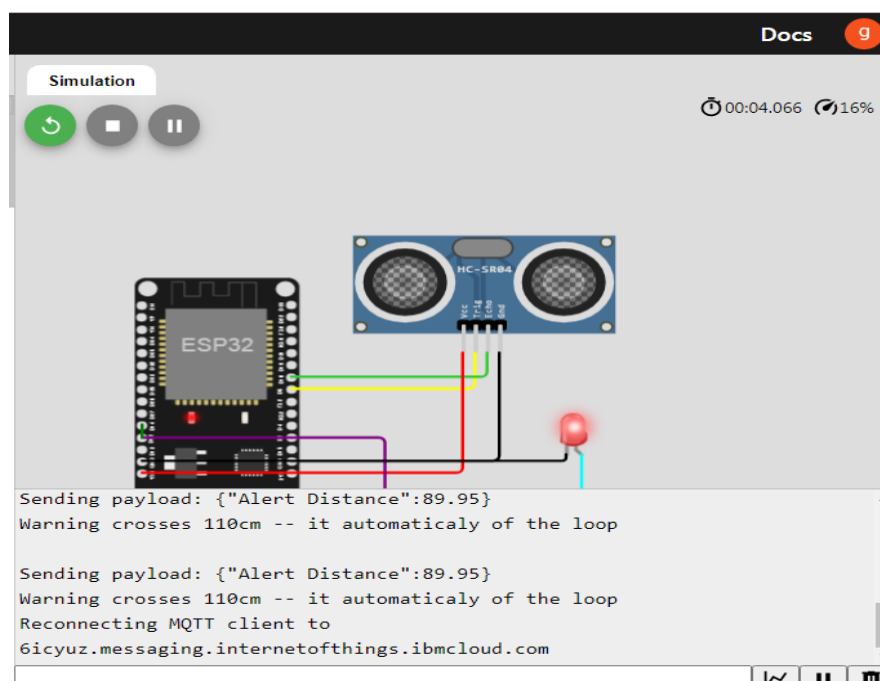 Docs
g
Simulation
00:04.066 16%
HC-SR04
Vcc
Trig
Echo
Gnd
ESP32
Sending payload: {"Alert Distance":89.95}
Warning crosses 110cm -- it automaticaly of the loop
Sending payload: {"Alert Distance":89.95}
Warning crosses 110cm -- it automaticaly of the loop
Reconnecting MQTT client to
6icyuz.messaging.internetofthings.ibmcloud.com